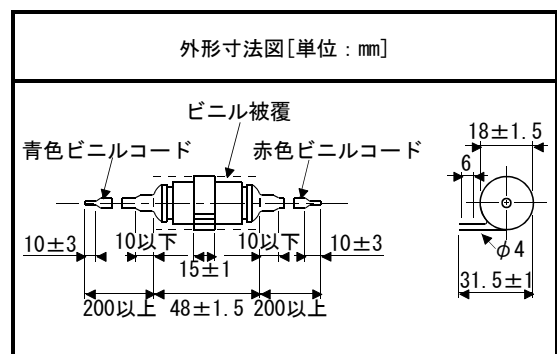 外形寸法図[単位：㎜]
ビニル被覆
青色ビニルコード
赤色ビニルコード
18±1.5
6
10±3
10以下
10以下
10±3
15±1
φ4
31.5±1
200以上
48±1.5
200以上